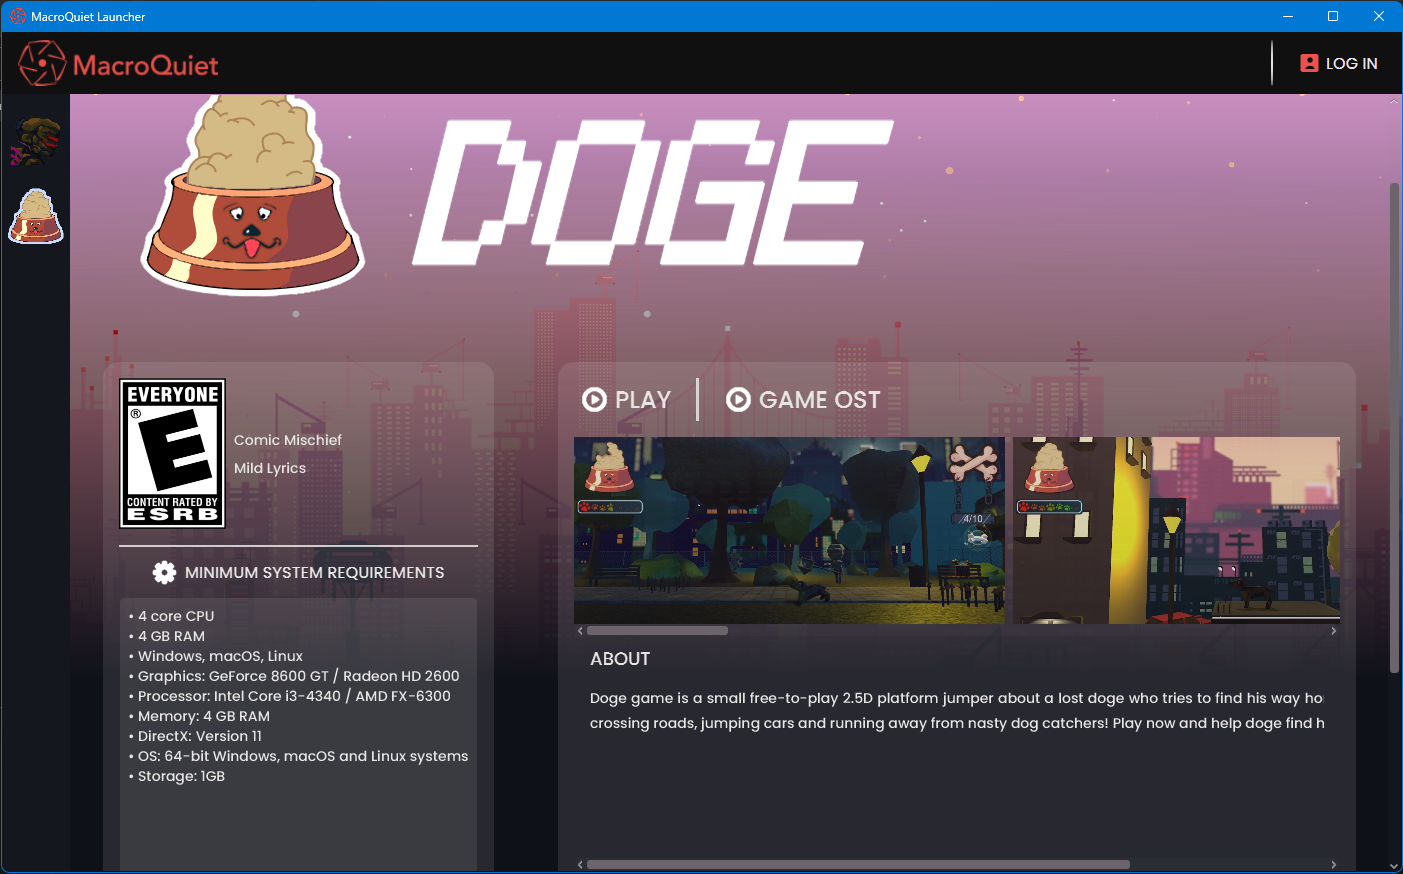 MacroQuiet Launcher
MacroQuiet
LOG IN
DOGE
EVERYONE
E
®
CONTENT RATED BY
ESRB
Comic Mischief
Mild Lyrics
MINIMUM SYSTEM REQUIREMENTS
• 4 core CPU
• 4 GB RAM
• Windows, macOS, Linux
• Graphics: GeForce 8600 GT / Radeon HD 2600
• Processor: Intel Core i3-4340 / AMD FX-6300
• Memory: 4 GB RAM
• DirectX: Version 11
• OS: 64-bit Windows, macOS and Linux systems
• Storage: 1GB
PLAY
GAME OST
4/10
ABOUT
Doge game is a small free-to-play 2.5D platform jumper about a lost doge who tries to find his way
crossing roads, jumping cars and running away from nasty dog catchers! Play now and help doge find